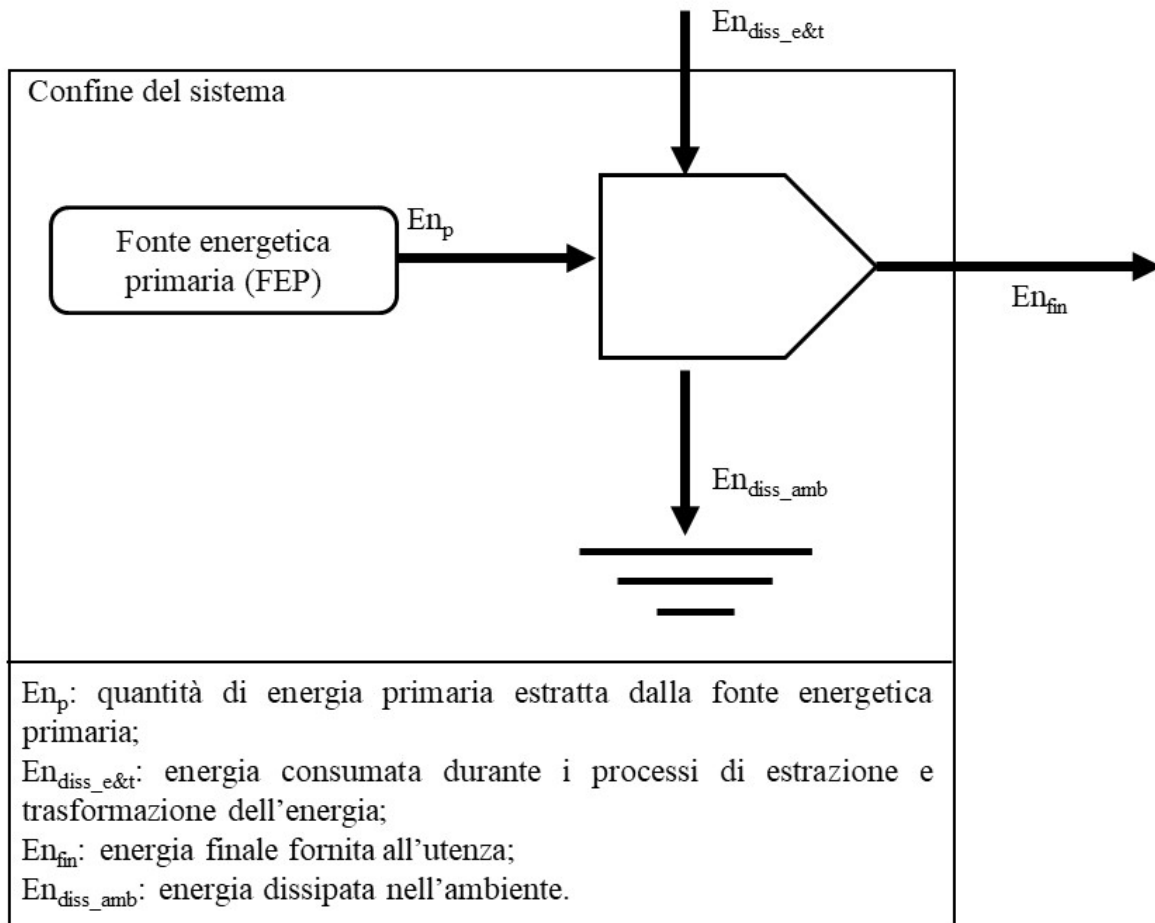 En_diss_e&t
Confine del sistema
En_p
Fonte energetica
primaria (FEP)
En_fin
En_diss_amb
En_p: quantità di energia primaria estratta dalla fonte energetica
primaria;
En_diss_e&t: energia consumata durante i processi di estrazione e
trasformazione dell’energia;
En_fin: energia finale fornita all’utenza;
En_diss_amb: energia dissipata nell’ambiente.